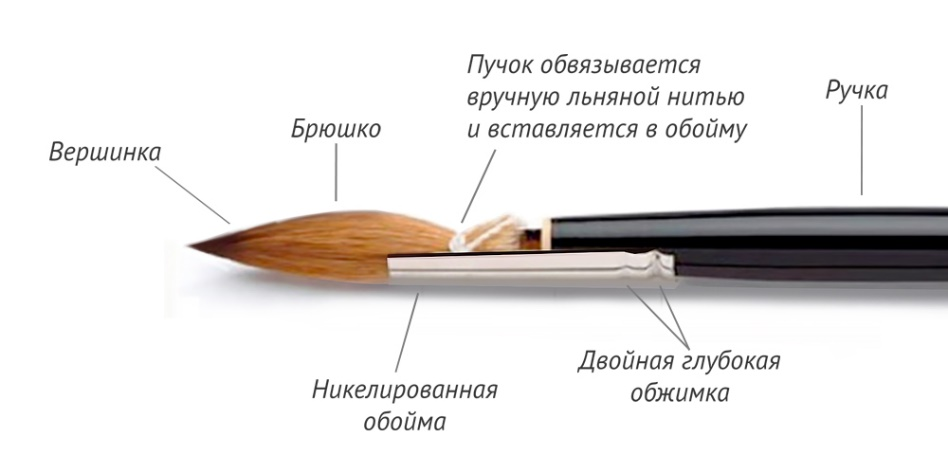 Пучок обвязывается
вручную льняной нитью
и вставляется в обойму
Ручка
Брюшко
Вершинка
Двойная глубокая
обжимка
Никелированная
обойма